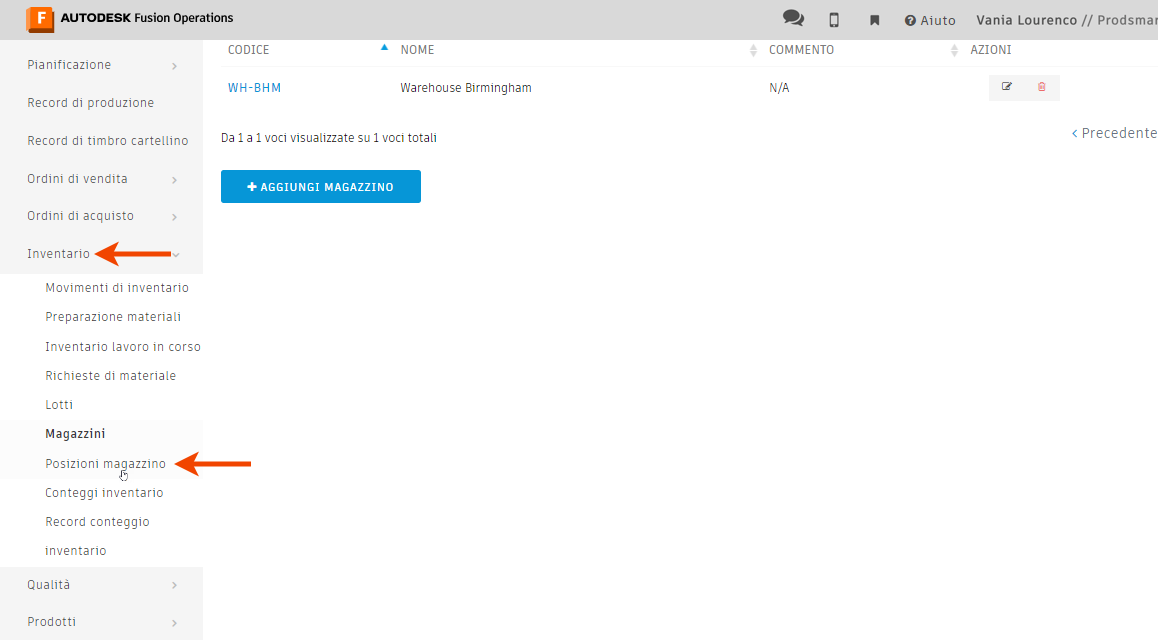 F AUTODESK Fusion Operations
Aiuto
Vania Lourenco // Prodsmar
Pianificazione
Record di produzione
Record di timbro cartellino
Ordini di vendita
Ordini di acquisto
Inventario
Movimenti di inventario
Preparazione materiali
Inventario lavoro in corso
Richieste di materiale
Lotti
Magazzini
Posizioni magazzino
Conteggi inventario
Record conteggio
inventario
Qualità
Prodotti
CODICE NOME COMMENTO AZIONI
WH-BHM Warehouse Birmingham N/A
Da 1 a 1 voci visualizzate su 1 voci totali
< Precedente
+ AGGIUNGI MAGAZZINO